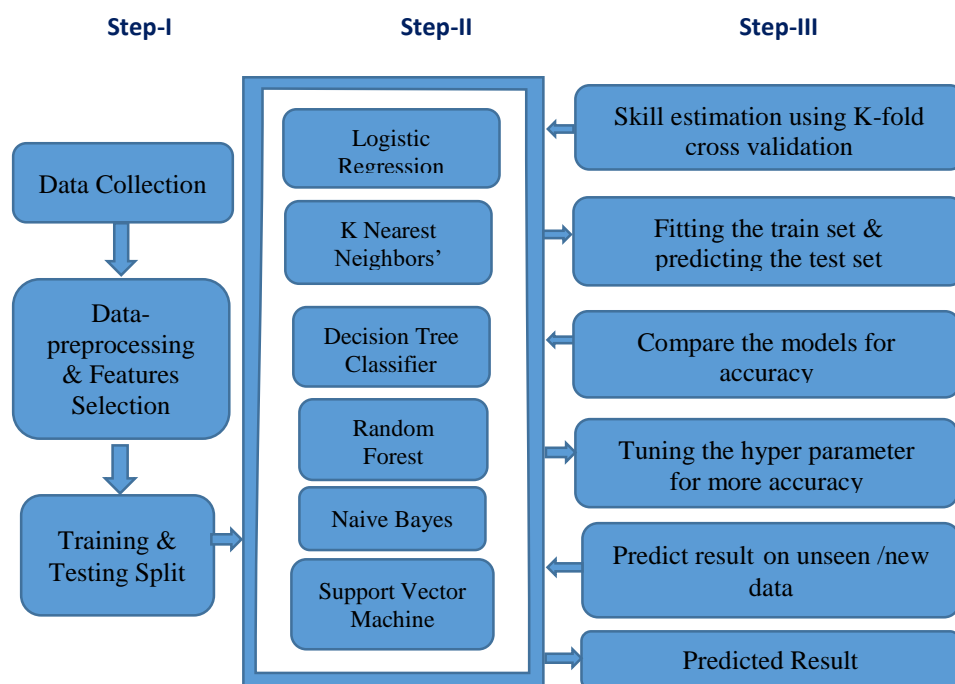 Step-I
Step-II
Step-III
Data Collection
Data-
preprocessing
& Features
Selection
Training &
Testing Split
Logistic
Regression
K Nearest
Neighbors’
Decision Tree
Classifier
Random
Forest
Naive Bayes
Support Vector
Machine
Skill estimation using K-fold
cross validation
Fitting the train set &
predicting the test set
Compare the models for
accuracy
Tuning the hyper parameter
for more accuracy
Predict result on unseen /new
data
Predicted Result